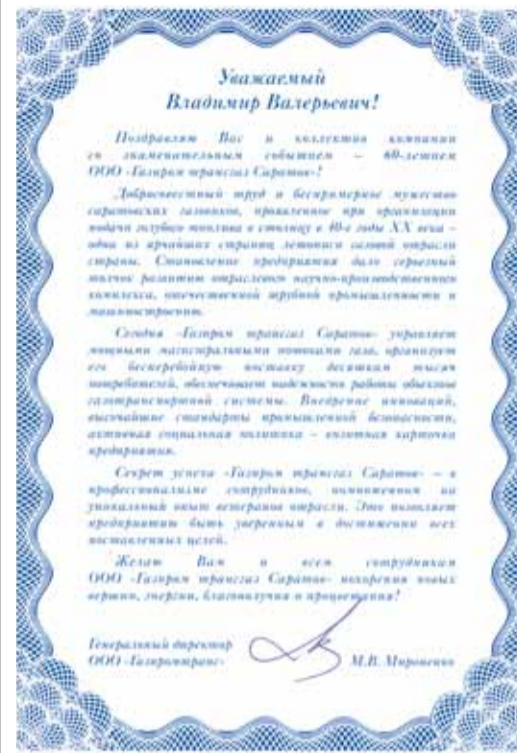 Уважаемый
Владимир Валерьевич!
Поздравляю Вас и коллектив компании
со знаменательным событием – 60-летием
ООО «Газпром трансгаз Саратов»!
Добросовестный труд и беспримерное мужество
саратовских газовиков, проявленное при организации
подачи голубого топлива в столицу в 40-е годы XX века –
одна из ярчайших страниц летописи газовой отрасли
страны. Становление предприятия дало серьезный
толчок развитию отраслевого научно-производственного
комплекса, отечественной трубной промышленности и
машиностроения.
Сегодня «Газпром трансгаз Саратов» управляет
мощными магистральными потоками газа, организует
его бесперебойную поставку десяткам тысяч
потребителей, обеспечивает надежность работы объектов
газотранспортной системы. Внедрение инноваций,
высочайшие стандарты промышленной безопасности,
активная социальная политика – визитная карточка
предприятия.
Секрет успеха «Газпром трансгаз Саратов» – в
профессионализме сотрудников, помноженном на
уникальный опыт ветеранов отрасли. Это позволяет
предприятию быть уверенным в достижении всех
поставленных целей.
Желаю Вам и всем сотрудникам
ООО «Газпром трансгаз Саратов» покорения новых
вершин, энергии, благополучия и процветания!
Генеральный директор
ООО «Газпромтранс»
М.В. Мироненко